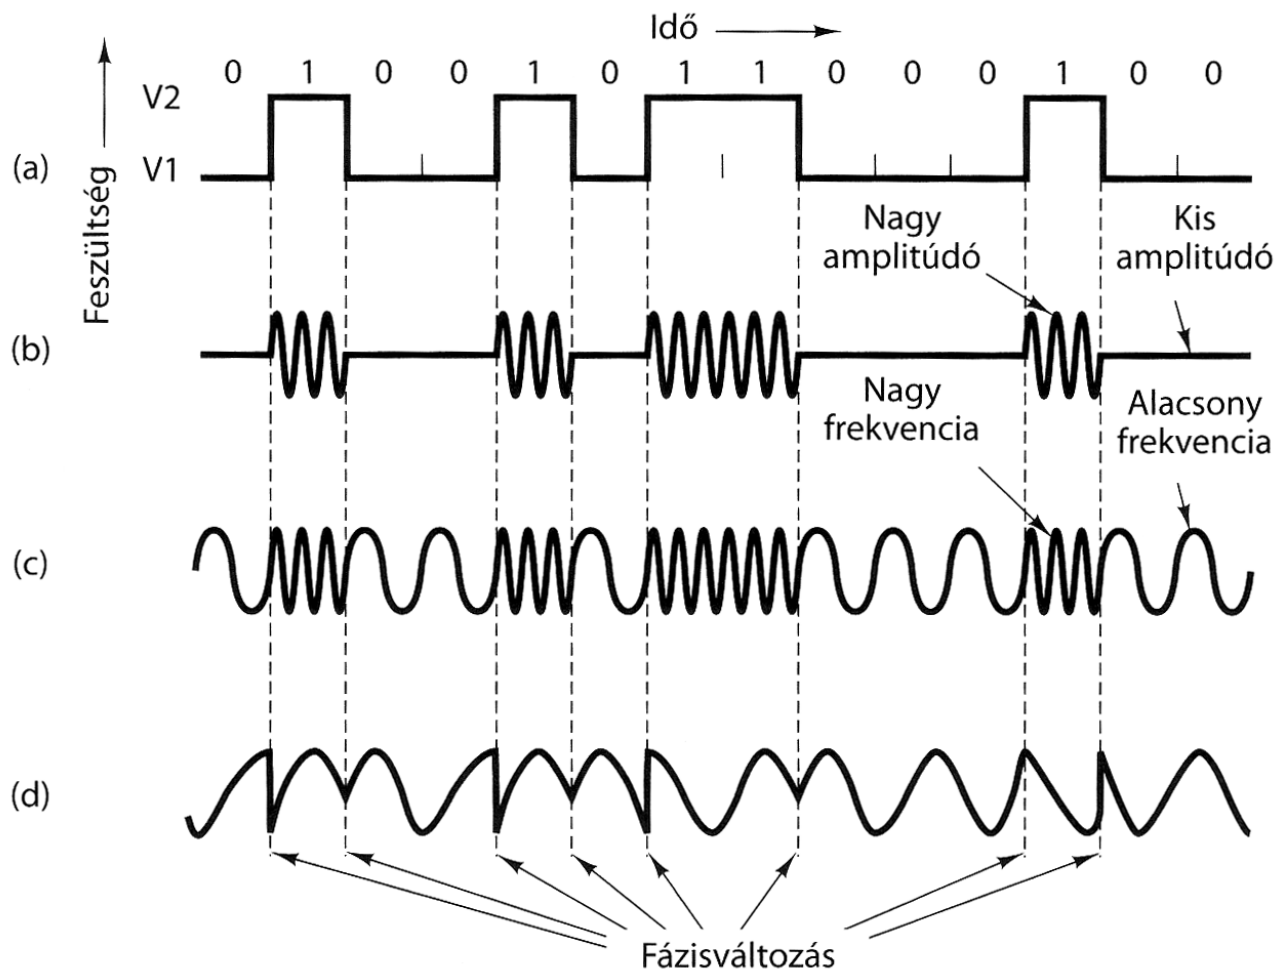 Idő
0 1 0 0 1 0 1 1 0 0 0 1 0 0
V2
V1
Feszültség
(a)
Nagy
amplitúdó
Kis
amplitúdó
(b)
Nagy
frekvencia
Alacsony
frekvencia
(c)
(d)
Fázisváltozás